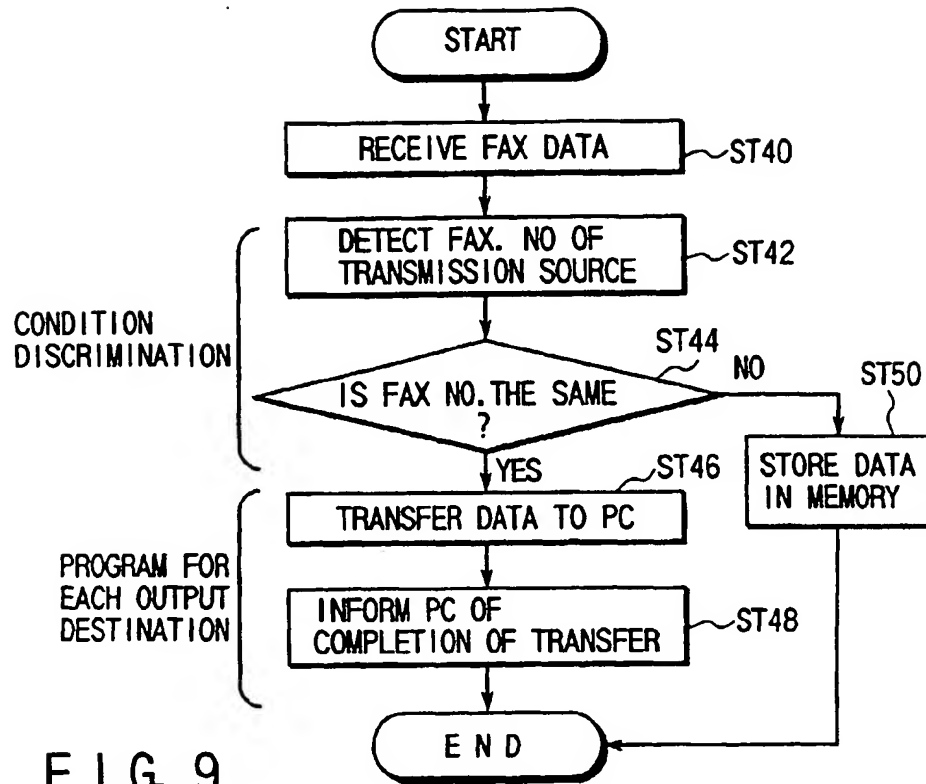 START
RECEIVE FAX DATA
ST40
DETECT FAX. NO OF
TRANSMISSION SOURCE
ST42
CONDITION
DISCRIMINATION
ST44
IS FAX NO. THE SAME
?
NO
YES
ST50
STORE DATA
IN MEMORY
ST46
TRANSFER DATA TO PC
PROGRAM FOR
EACH OUTPUT
DESTINATION
INFORM PC OF
COMPLETION OF TRANSFER
ST48
END
FIG. 9